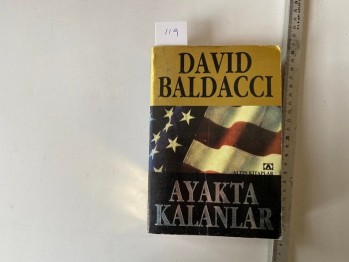 119
DAVID
BALDACCI
ALTIN KİTAPLAR
AYAKTA
KALANLAR